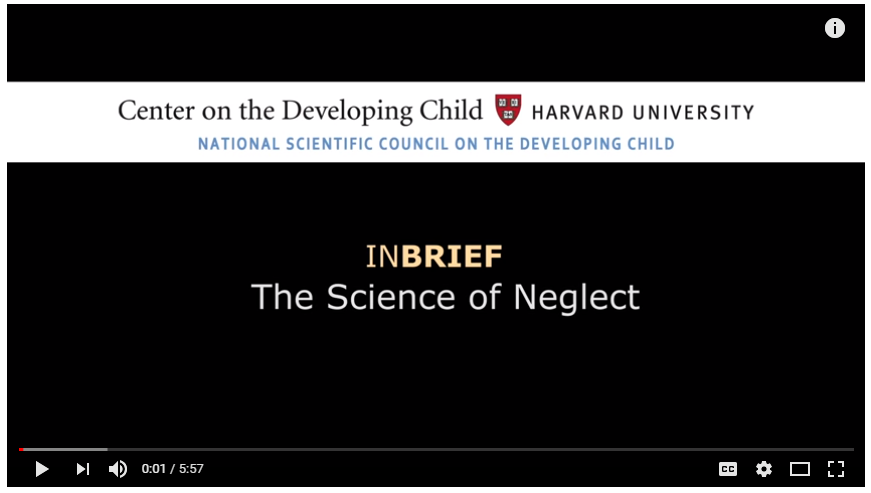 Center on the Developing Child HARVARD UNIVERSITY
NATIONAL SCIENTIFIC COUNCIL ON THE DEVELOPING CHILD
INBRIEF
The Science of Neglect
0:01 / 5:57
CC